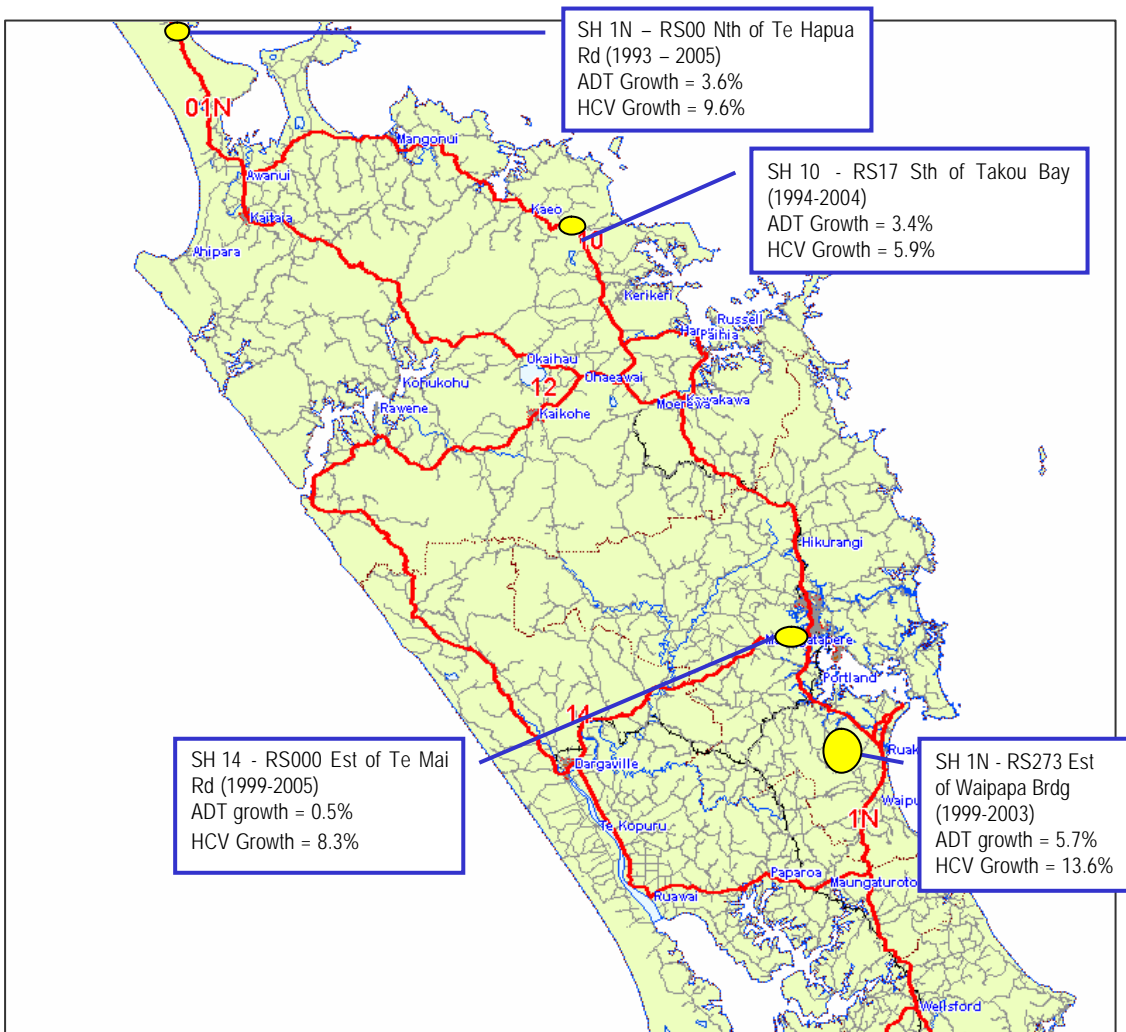 SH 1N – RS00 Nth of Te Hapua
Rd (1993 – 2005)
ADT Growth = 3.6%
HCV Growth = 9.6%
01N
Mangonui
Awanui
Kaitaia
Ahipara
SH 10 - RS17 Sth of Takou Bay
(1994-2004)
ADT Growth = 3.4%
HCV Growth = 5.9%
Kaeo
10
Kerikeri
Russell
Paihia
Okaihau
Ohaeawai
Kohukohu
12
Kawakawa
Moerewa
Rawene
Kaikohe
Hikurangi
Portland
14
SH 14 - RS000 Est of Te Mai
Rd (1999-2005)
ADT growth = 0.5%
HCV Growth = 8.3%
Dargaville
Ruak
SH 1N - RS273 Est
of Waipapa Brdg
(1999-2003)
ADT growth = 5.7%
HCV Growth = 13.6%
Waipu
1N
Te Kopuru
Paparoa
Maungaturoto
Ruawai
Wellsford